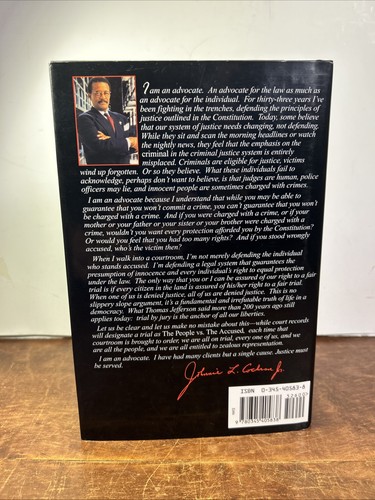 I am an advocate. An advocate for the law as much as
an advocate for the individual. For thirty-three years I've
been fighting in the trenches, defending the principles of
justice outlined in the Constitution. Today, some believe
that our system of justice needs changing, not defending.
While they sit and scan the morning headlines or watch
the nightly news, they feel that the emphasis on the
criminal in the criminal justice system is entirely
misplaced. Criminals are eligible for justice, victims
wind up forgotten. Or so they believe. What these individuals fail to
acknowledge, perhaps don't want to believe, is that judges are human, police
officers may lie, and innocent people are sometimes charged with crimes.
I am an advocate because I understand that while you may be able to
guarantee that you won't commit a crime, you can't guarantee that you won't
be charged with a crime. And if you were charged with a crime, or if your
mother or your father or your sister or your brother were charged with a
crime, wouldn't you want every protection afforded you by the Constitution?
Or would you feel that you had too many rights? And if you stood wrongly
accused, who's the victim then?
When I walk into a courtroom, I'm not merely defending the individual
who stands accused. I'm defending a legal system that guarantees the
presumption of innocence and every individual's right to equal protection
under the law. The only way that you or I can be assured of our right to a fair
trial is if every citizen in the land is assured of his/her right to a fair trial.
When one of us is denied justice, all of us are denied justice. This is no
slippery slope argument, it's a fundamental and irrefutable truth of life in a
democracy. What Thomas Jefferson said more than 200 years ago still
applies today: trial by jury is the anchor of all our liberties.
Let us be clear and let us make no mistake about this—while court records
will designate a trial as The People vs. The Accused, each time that
courtroom is brought to order, we are all on trial, every one of us, and we
are all the people, and we are all entitled to zealous representation.
I am an advocate. I have had many clients but a single cause. Justice must
be served.
Johnnie L. Cochran Jr.
ISBN 0-345-40583-8
52600
9 780345 405838